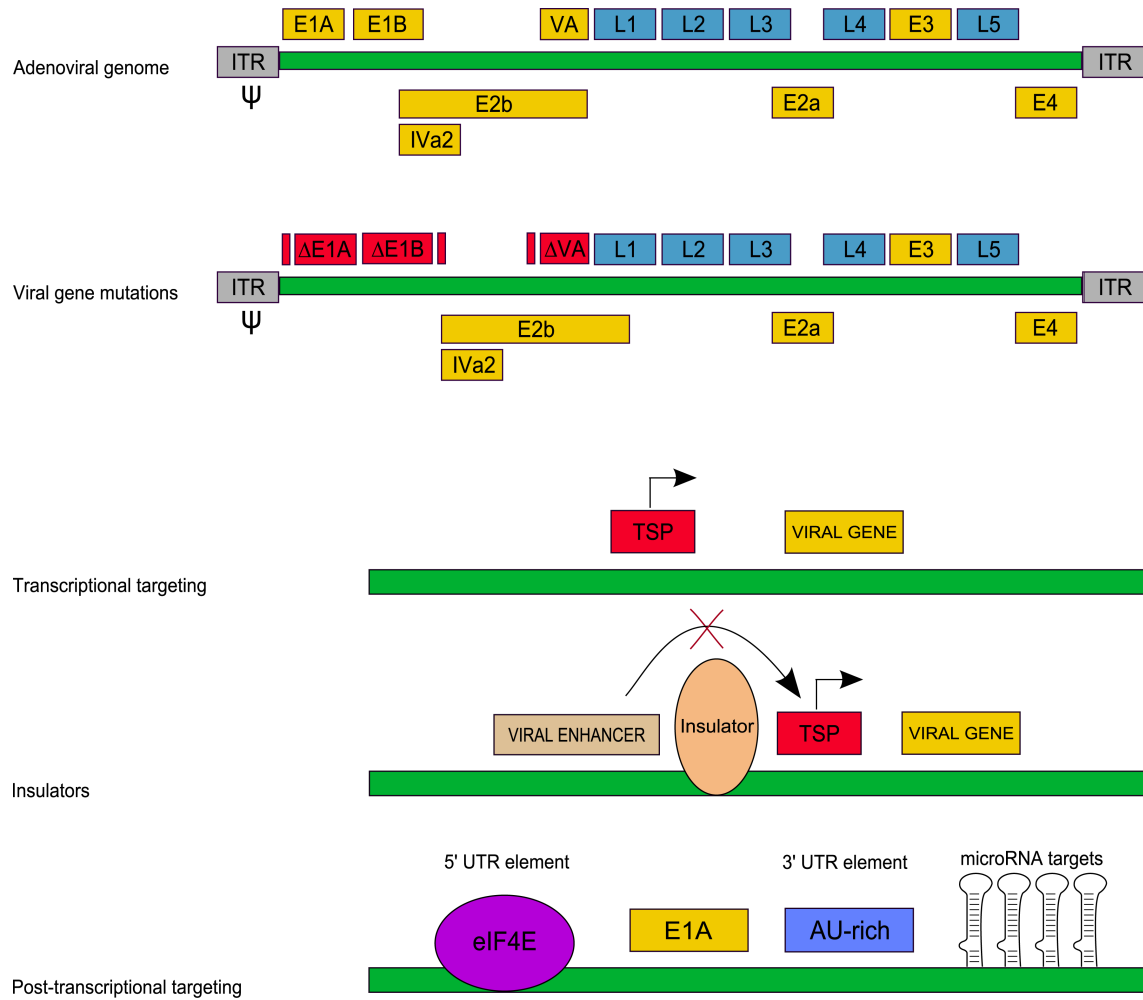 E1A E1B VA L1 L2 L3 L4 E3 L5
Adenoviral genome ITR ITR
Ψ E2b E2a E4
IVa2
ΔE1A ΔE1B ΔVA L1 L2 L3 L4 E3 L5
Viral gene mutations ITR ITR
Ψ E2b E2a E4
IVa2
TSP VIRAL GENE
Transcriptional targeting
VIRAL ENHANCER Insulator TSP VIRAL GENE
Insulators
5' UTR element 3' UTR element microRNA targets
eIF4E E1A AU-rich
Post-transcriptional targeting